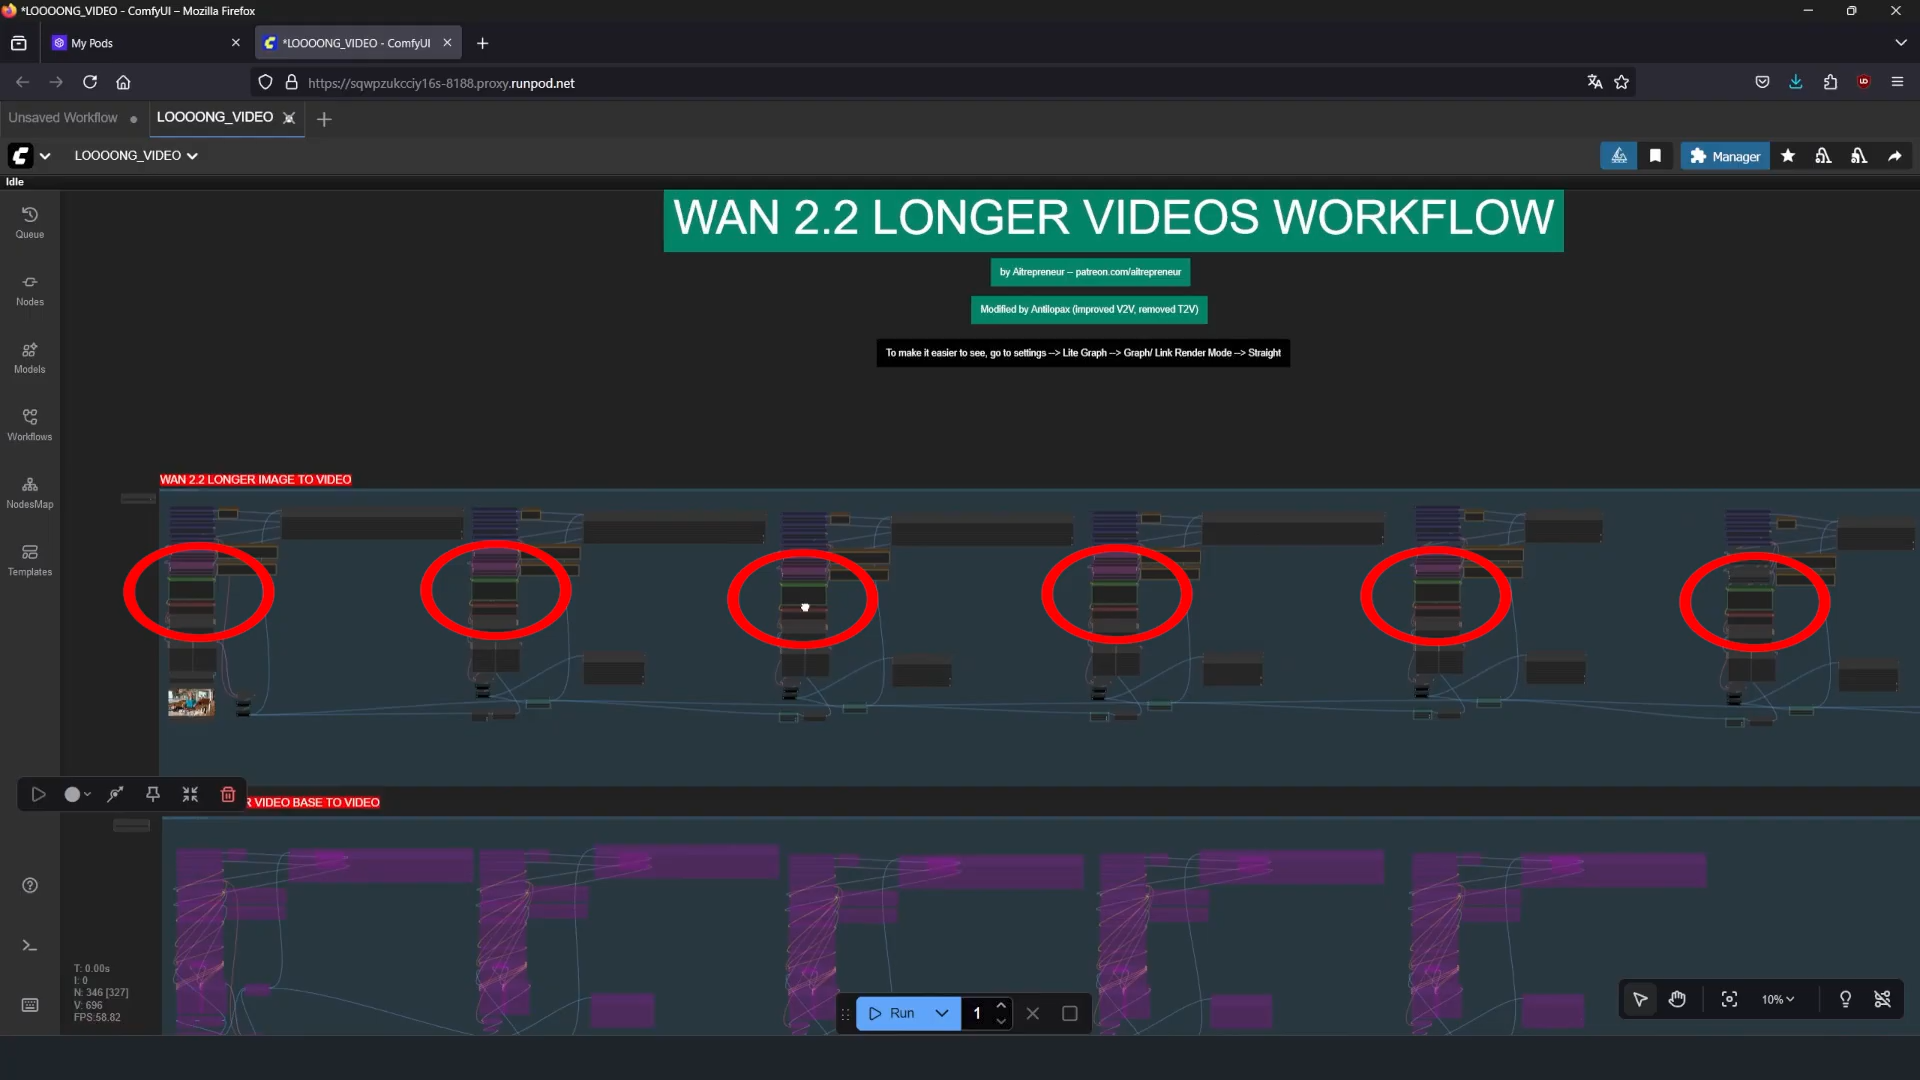 *LOOOONG_VIDEO - ComfyUI – Mozilla Firefox
My Pods
*LOOOONG_VIDEO - ComfyUI
https://sqwpzukcciy16s-8188.proxy.runpod.net
Unsaved Workflow
LOOOONG_VIDEO
LOOOONG_VIDEO
Manager
Idle
Queue
Nodes
Models
Workflows
NodesMap
Templates
WAN 2.2 LONGER VIDEOS WORKFLOW
by Aitrepreneur – patreon.com/aitrepreneur
Modified by Antilopax (improved V2V, removed T2V)
To make it easier to see, go to settings --> Lite Graph --> Graph/ Link Render Mode --> Straight
WAN 2.2 LONGER IMAGE TO VIDEO
R VIDEO BASE TO VIDEO
T: 0.00s
I: 0
N: 346 [327]
V: 696
FPS:58.82
Run
1
10%